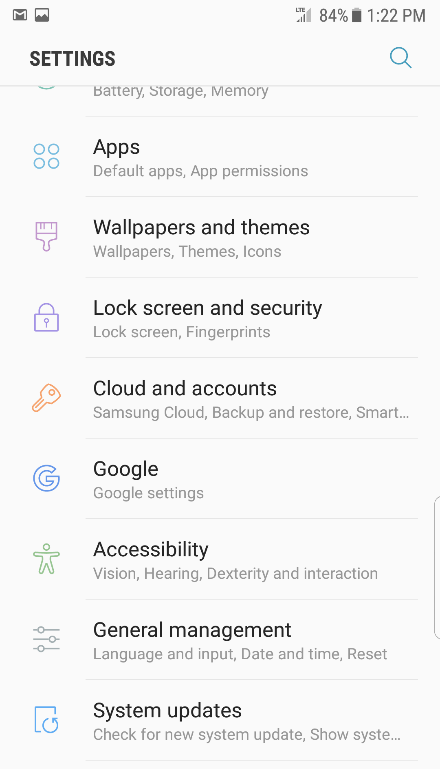 LTE 84% 1:22 PM
SETTINGS
Battery, Storage, Memory
Apps
Default apps, App permissions
Wallpapers and themes
Wallpapers, Themes, Icons
Lock screen and security
Lock screen, Fingerprints
Cloud and accounts
Samsung Cloud, Backup and restore, Smart...
Google
Google settings
Accessibility
Vision, Hearing, Dexterity and interaction
General management
Language and input, Date and time, Reset
System updates
Check for new system update, Show syste...